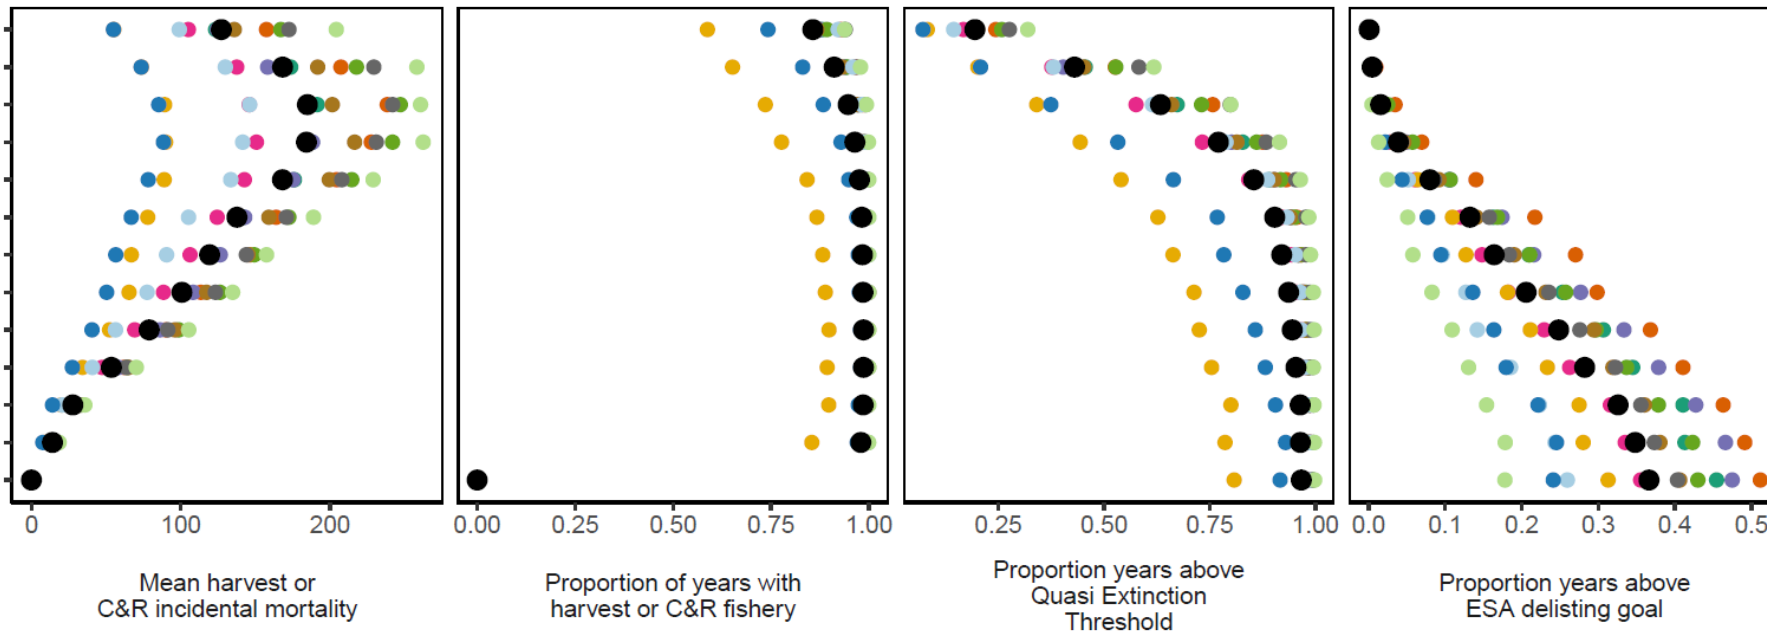 0 100 200
0.00 0.25 0.50 0.75 1.00
0.25 0.50 0.75 1.00
0.0 0.1 0.2 0.3 0.4 0.5
Mean harvest or
C&R incidental mortality
Proportion of years with
harvest or C&R fishery
Proportion years above
Quasi Extinction
Threshold
Proportion years above
ESA delisting goal